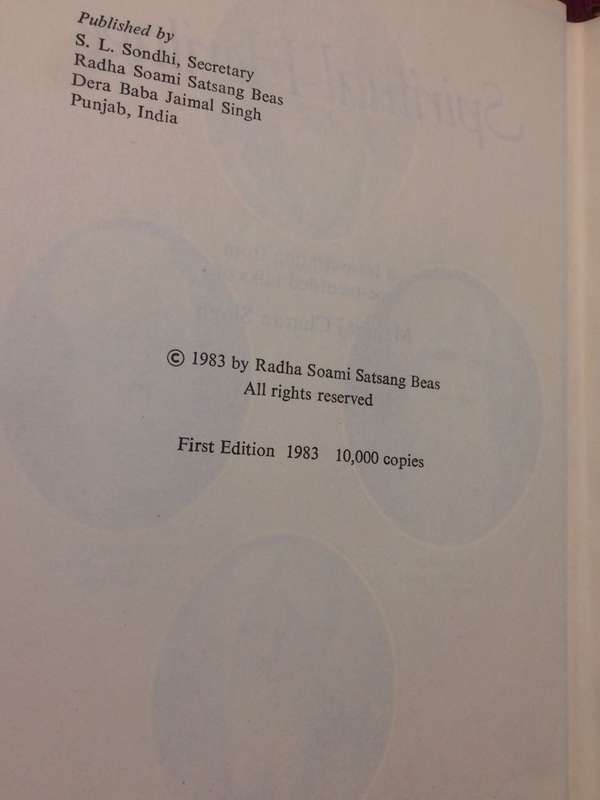 Published by
S. L. Sondhi, Secretary
Radha Soami Satsang Beas
Dera Baba Jaimal Singh
Punjab, India
© 1983 by Radha Soami Satsang Beas
All rights reserved
First Edition 1983 10,000 copies